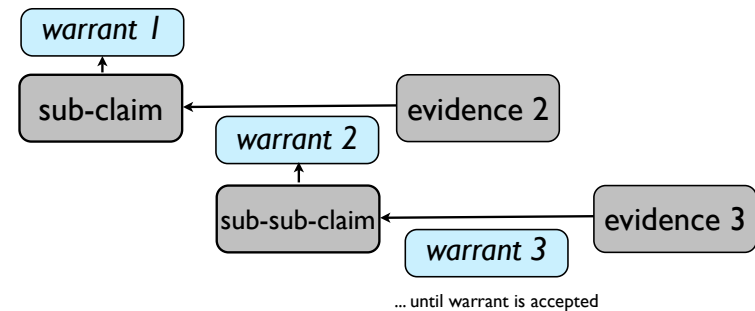 warrant 1
sub-claim
evidence 2
warrant 2
sub-sub-claim
evidence 3
warrant 3
... until warrant is accepted